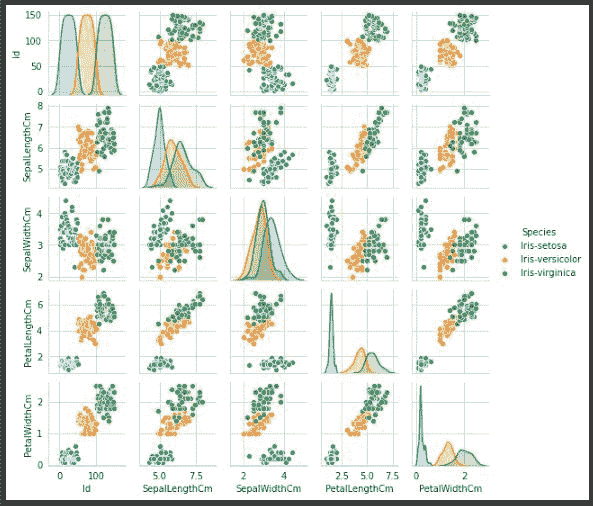 150
100
50
0
Id
8
7
6
5
SepalLengthCm
4
3
2
SepalWidthCm
Species
Iris-setosa
Iris-versicolor
Iris-virginica
6
4
2
PetalLengthCm
2
1
0
PetalWidthCm
0 100 5.0 7.5 2 4 2.5 5.0 7.5 0 2
Id SepalLengthCm SepalWidthCm PetalLengthCm PetalWidthCm